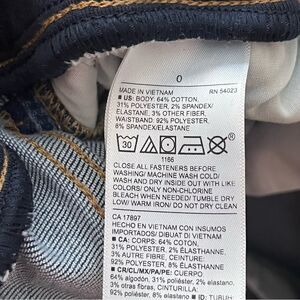 0
MADE IN VIETNAM RN 54023
■ US: BODY: 64% COTTON,
31% POLYESTER, 2% SPANDEX/
ELASTANE, 3% OTHER FIBER,
WAISTBAND: 92% POLYESTER,
8% SPANDEX/ELASTANE
30
1166
CLOSE ALL FASTENERS BEFORE
WASHING/ MACHINE WASH COLD/
WASH AND DRY INSIDE OUT WITH LIKE
COLORS/ ONLY NON-CHLORINE
BLEACH WHEN NEEDED/ TUMBLE DRY
LOW/ WARM IRON/ DO NOT DRY CLEAN
CA 17897
HECHO EN VIETNAM CON INSUMOS
IMPORTADOS/ DIBUAT DI VIETNAM
■ CA: CORPS: 64% COTON,
31% POLYESTER, 2% ÉLASTHANNE,
3% AUTRE FIBRE, CEINTURE:
92% POLYESTER, 8% ÉLASTHANNE
■ CR/CL/MX/PA/PE: CUERPO
64% algodón, 31% poliéster, 2% elastano,
3% otras fibras, CINTURILLA:
92% poliéster, 8% elastano ■ ID: TUBUH: